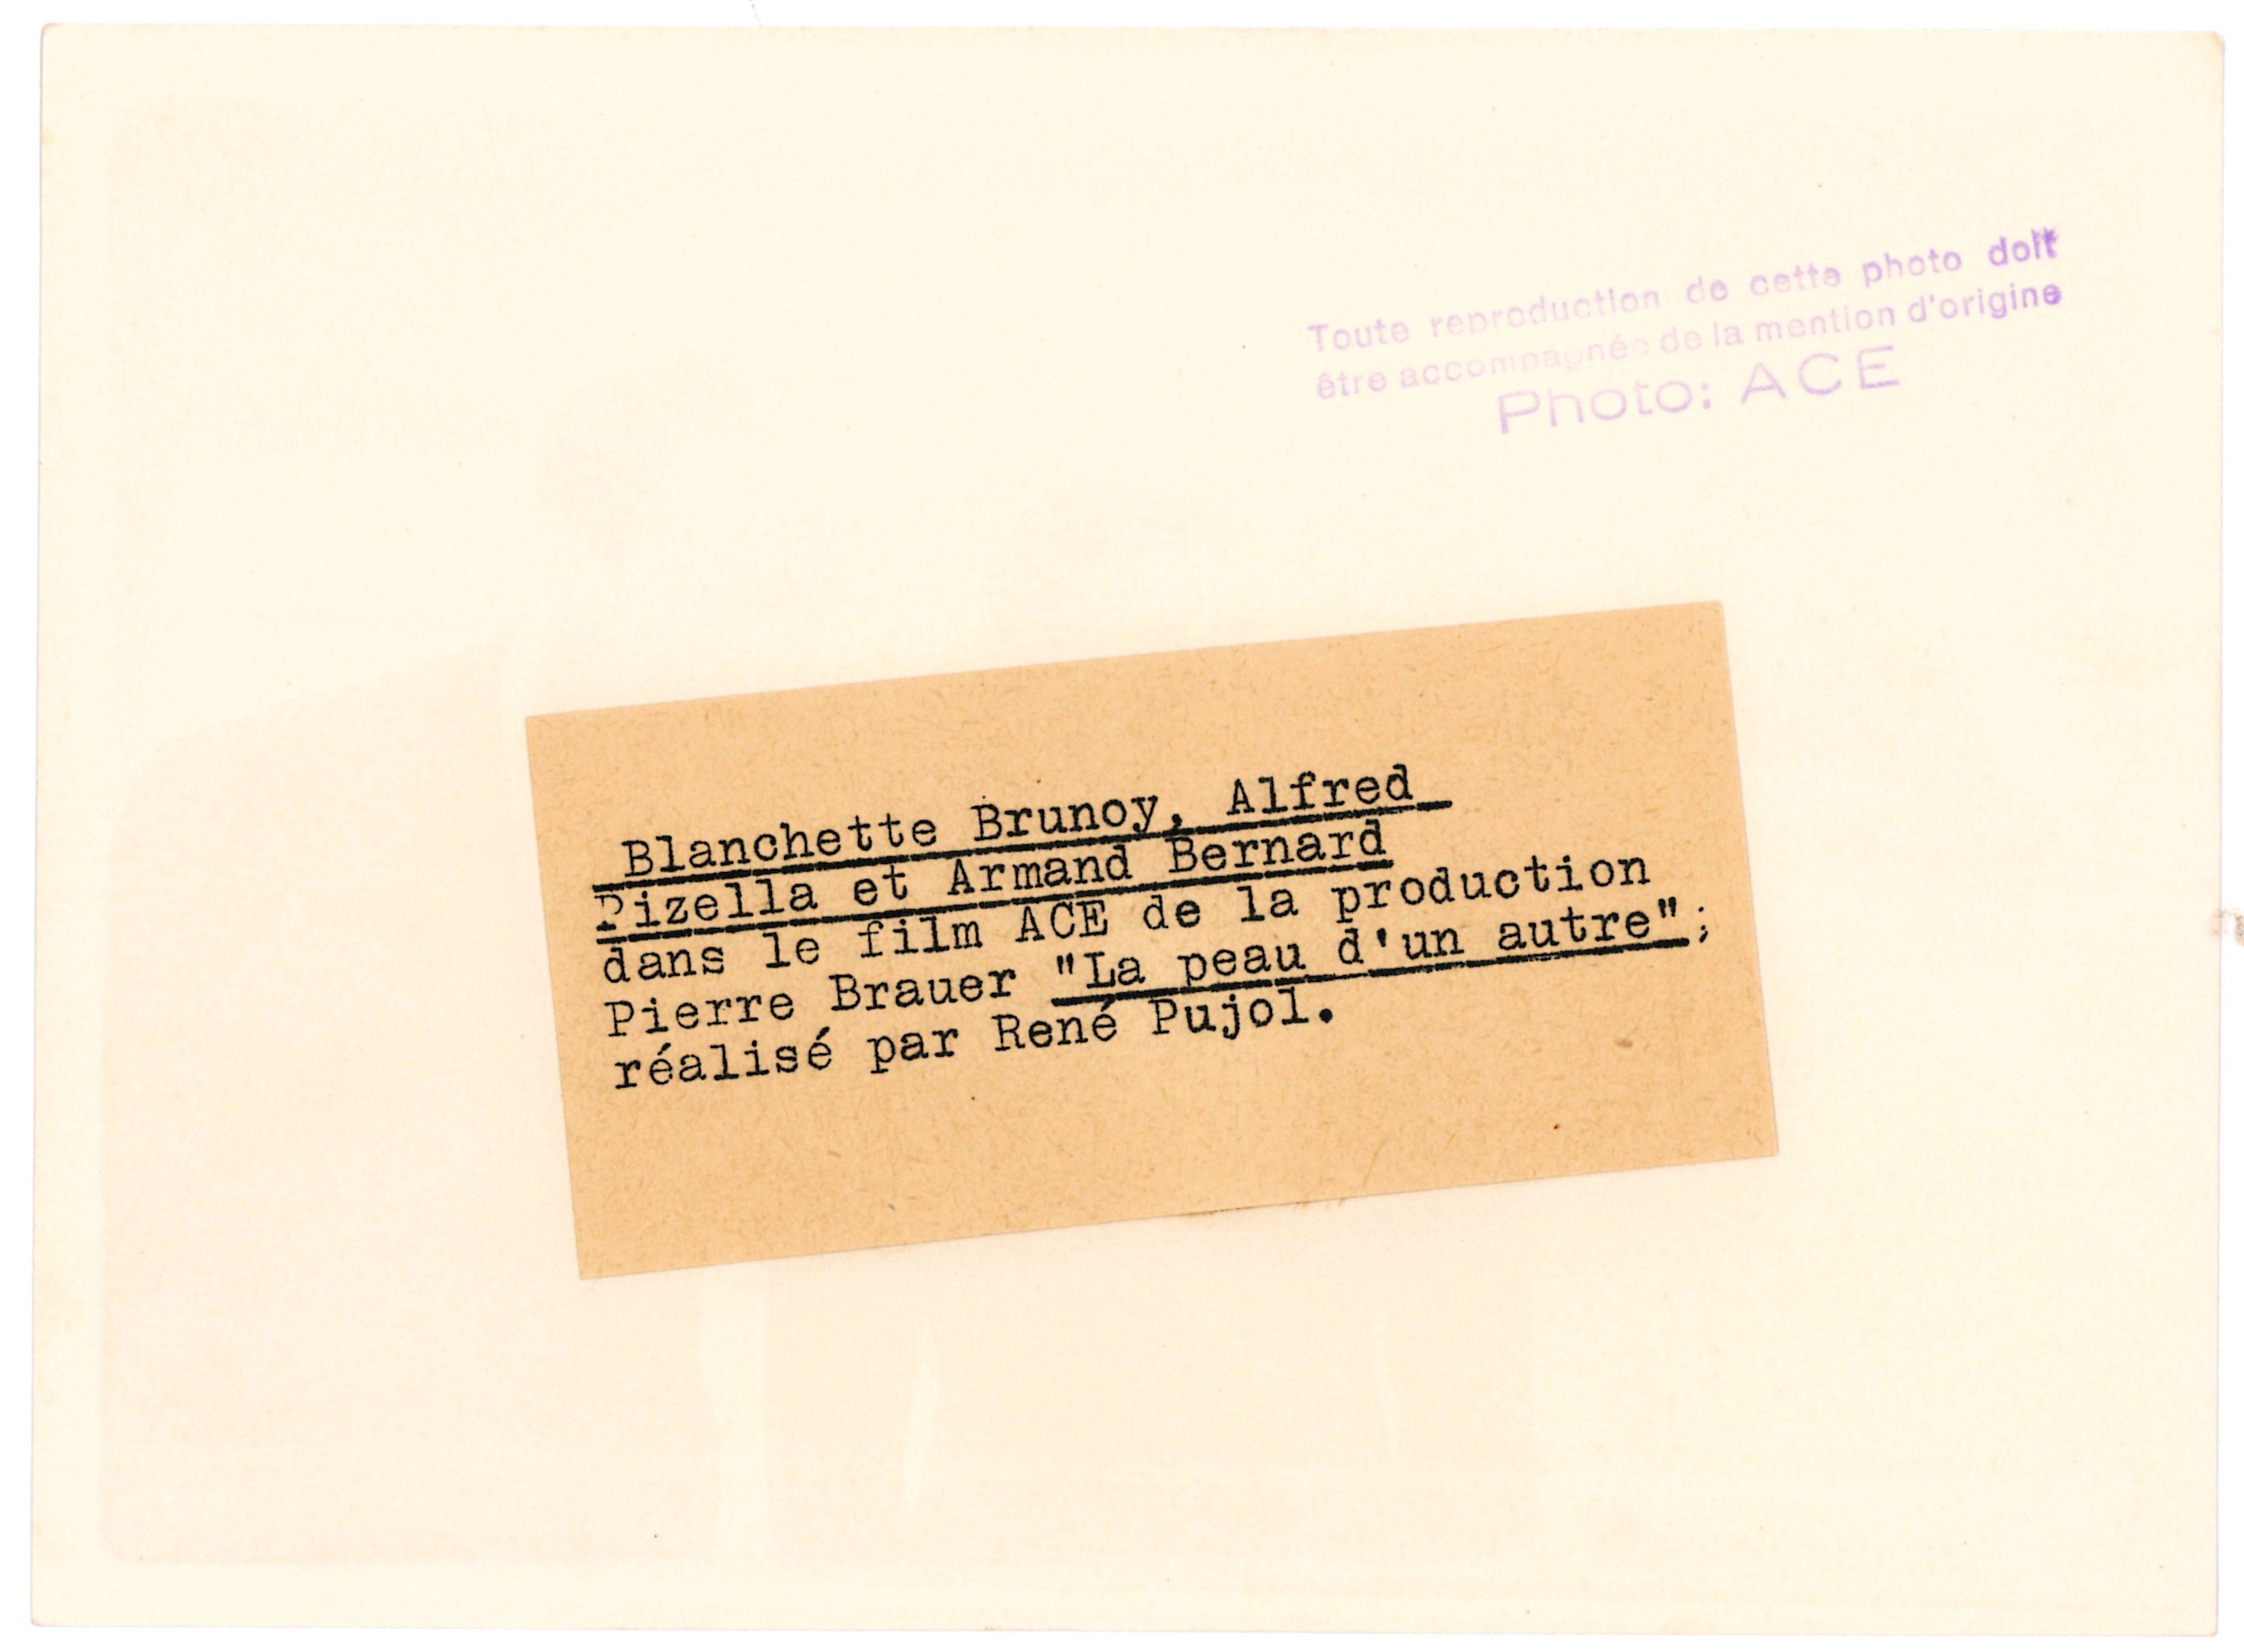 Toute reproduction de cette photo doit
être accompagnée de la mention d'origine
Photo: ACE
Blanchette Brunoy, Alfred
Pizella et Armand Bernard
dans le film ACE de la production
Pierre Brauer "La peau d'un autre";
réalisé par René Pujol.